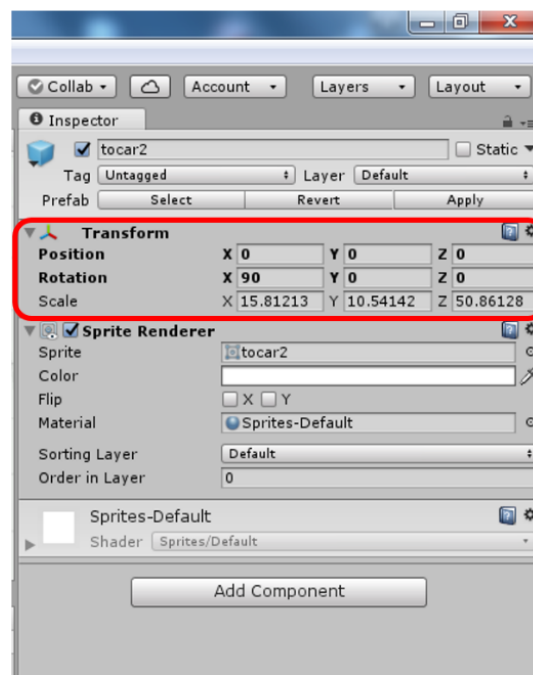 Collab Account Layers Layout
Inspector
tocar2 Static
Tag Untagged Layer Default
Prefab Select Revert Apply
Transform
Position X 0 Y 0 Z 0
Rotation X 90 Y 0 Z 0
Scale X 15.81213 Y 10.54142 Z 50.86128
Sprite Renderer
Sprite tocar2
Color
Flip X Y
Material Sprites-Default
Sorting Layer Default
Order in Layer 0
Sprites-Default
Shader Sprites/Default
Add Component